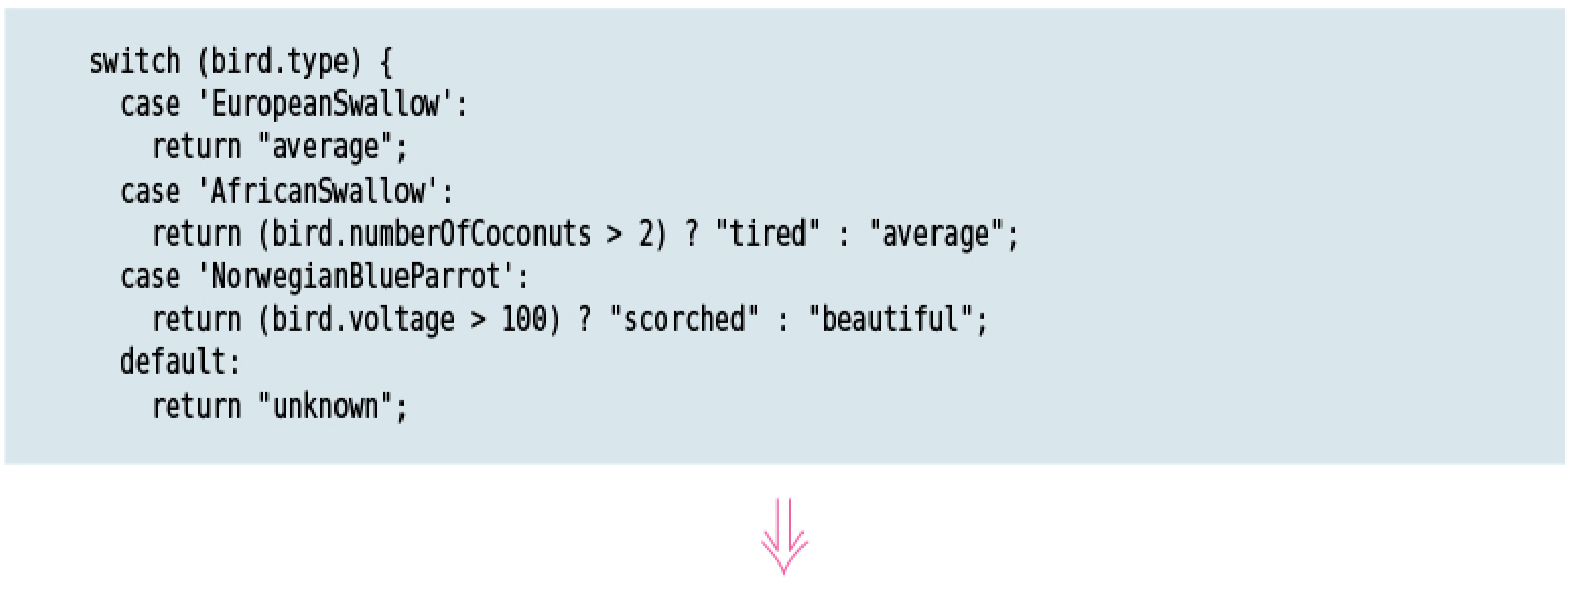 switch (bird.type) {
case 'EuropeanSwallow':
return "average";
case 'AfricanSwallow':
return (bird.numberOfCoconuts > 2) ? "tired" : "average";
case 'NorwegianBlueParrot':
return (bird.voltage > 100) ? "scorched" : "beautiful";
default:
return "unknown";